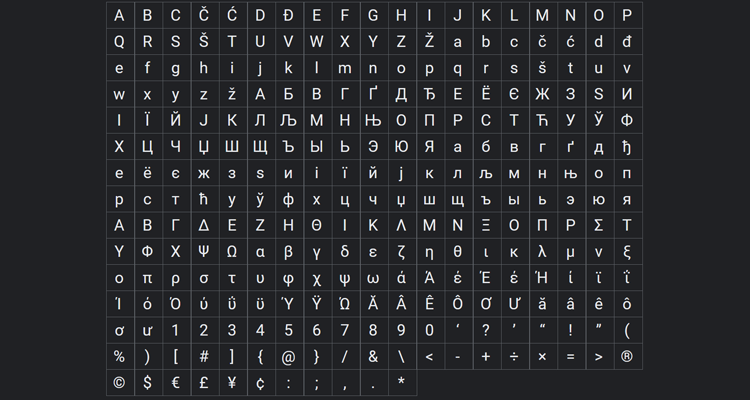 A B C Č Ć D Đ E F G H I J K L M N O P
Q R S Š T U V W X Y Z Ž a b c č ć d đ
e f g h i j k l m n o p q r s š t u v
w x y z ž А Б В Г Ґ Д Ђ Е Ё Є Ж З Ѕ И
І Ї Й Ј К Л Љ М Н Њ О П Р С Т Ћ У Ў Ф
Х Ц Ч Џ Ш Щ Ъ Ы Ь Э Ю Я а б в г ґ д ђ
е ё є ж з ѕ и і ї й ј к л љ м н њ о п
р с т ћ у ў ф х ц ч џ ш щ ъ ы ь э ю я
Α Β Γ Δ Ε Ζ Η Θ Ι Κ Λ Μ Ν Ξ Ο Π Ρ Σ Τ
Υ Φ Χ Ψ Ω α β γ δ ε ζ η θ ι κ λ μ ν ξ
ο π ρ σ τ υ φ χ ψ ω ά Ά έ Έ έ Ή ί ϊ ΐ
Ί ό Ό ύ ΰ ϋ Ύ Ϋ Ώ Ă Â Ê Ô Ơ Ư ă â ê ô
ơ ư 1 2 3 4 5 6 7 8 9 0 ‘ ? ’ “ ! ” (
% ) [ # ] { @ } / & \ < - + ÷ × = > ®
© $ € £ ¥ ¢ : ; , . *